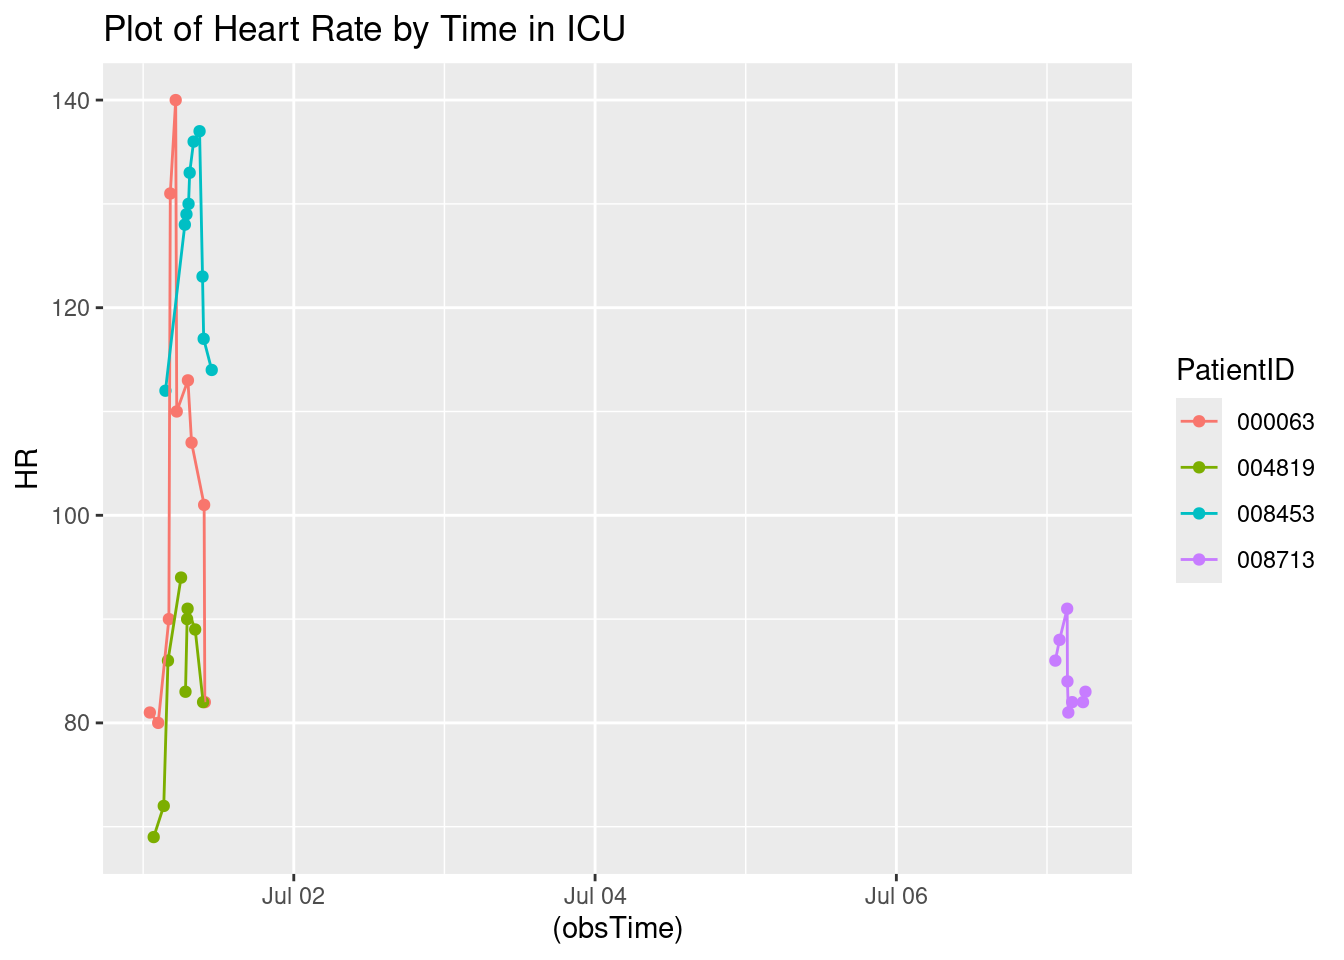 Plot of Heart Rate by Time in ICU
140
120
100
80
HR
Jul 02
Jul 04
Jul 06
(obsTime)
PatientID
000063
004819
008453
008713